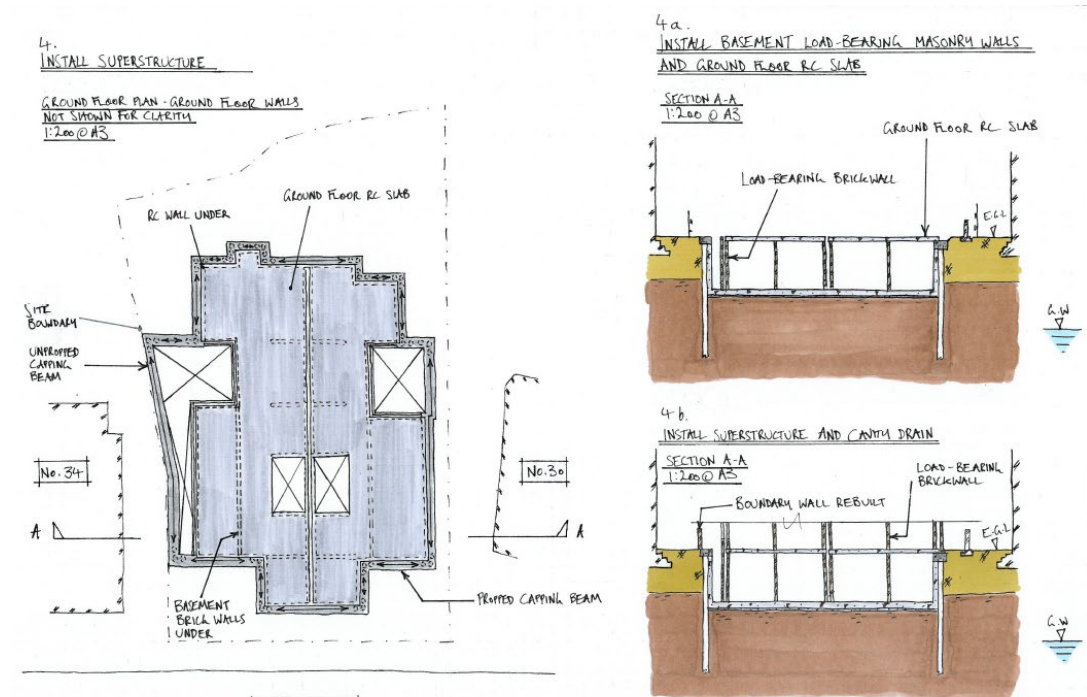 4.
INSTALL SUPERSTRUCTURE
GROUND FLOOR PLAN - GROUND FLOOR WALLS
NOT SHOWN FOR CLARITY
1:200 @ A3
GROUND FLOOR RC SLAB
RC WALL UNDER
SITE
BOUNDARY
UNPROPPED
CAPPING
BEAM
No. 34
No. 30
A
A
BASEMENT
BRICK WALLS
UNDER
PROPPED CAPPING BEAM
4a.
INSTALL BASEMENT LOAD-BEARING MASONRY WALLS
AND GROUND FLOOR RC SLAB
SECTION A-A
1:200 @ A3
GROUND FLOOR RC SLAB
LOAD-BEARING BRICKWALL
E.G.L
G.W
4b.
INSTALL SUPERSTRUCTURE AND CAVITY DRAIN
SECTION A-A
1:200 @ A3
LOAD-BEARING
BRICKWALL
BOUNDARY WALL REBUILT
E.G.L
G.W